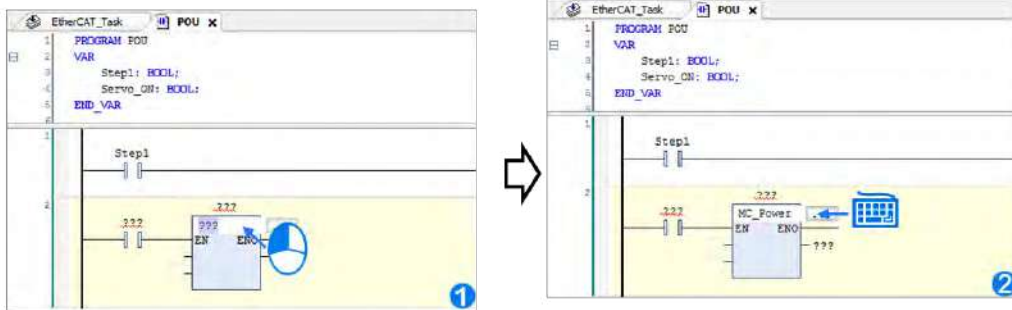 EtherCAT_Task POU X
1 PROGRAM POU
2 VAR
3 Step1: BOOL;
4 Servo_ON: BOOL;
5 END_VAR
6
1
Step1
2
???
??? ???
EN ENO
1
EtherCAT_Task POU X
1 PROGRAM POU
2 VAR
3 Step1: BOOL;
4 Servo_ON: BOOL;
5 END_VAR
1
Step1
2
???
??? MC_Power ...
EN ENO
???
2